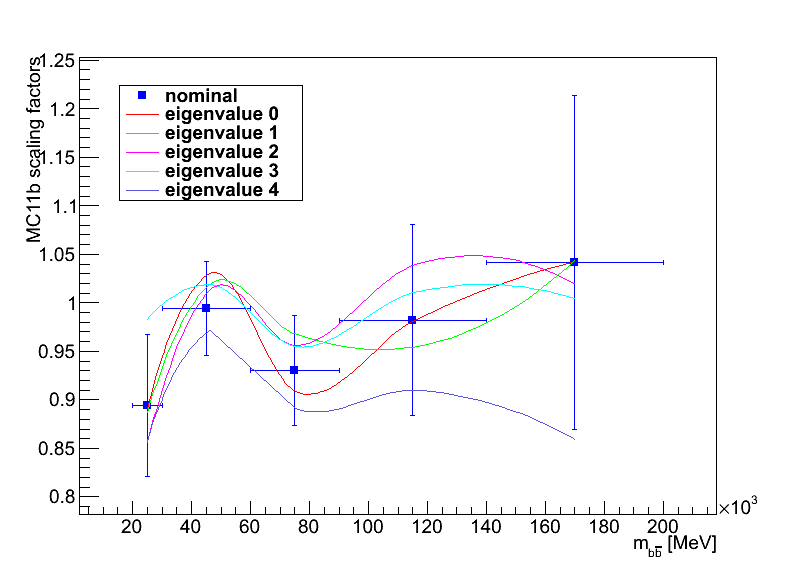 MC11b scaling factors
1.25
1.2
1.15
1.1
1.05
1
0.95
0.9
0.85
0.8
nominal
eigenvalue 0
eigenvalue 1
eigenvalue 2
eigenvalue 3
eigenvalue 4
20 40 60 80 100 120 140 160 180 200
×10³
m_{bb̅} [MeV]